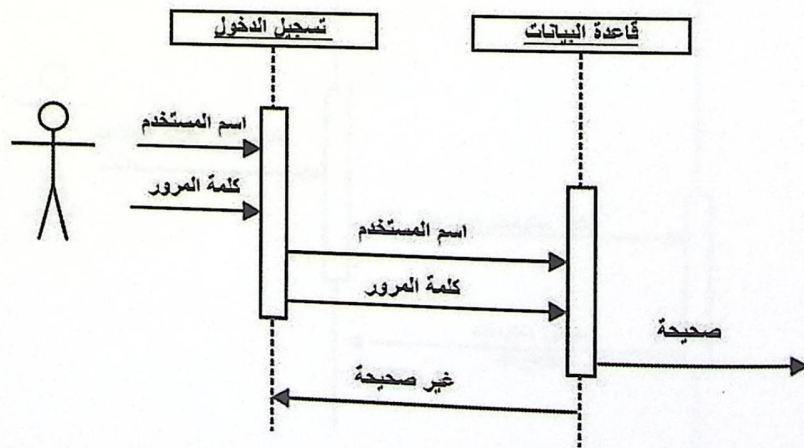 تسجيل الدخول
قاعدة البيانات
اسم المستخدم
كلمة المرور
اسم المستخدم
كلمة المرور
صحيحة
غير صحيحة